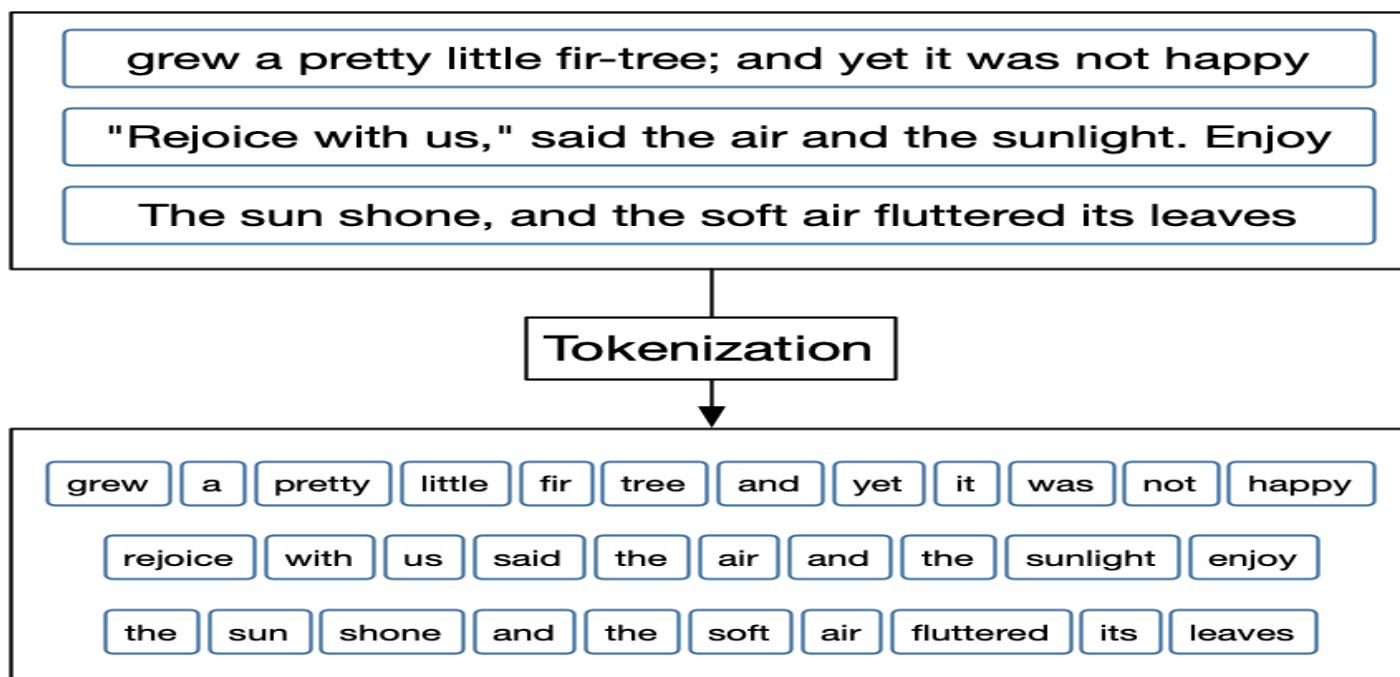 grew a pretty little fir-tree; and yet it was not happy
"Rejoice with us," said the air and the sunlight. Enjoy
The sun shone, and the soft air fluttered its leaves
Tokenization
grew a pretty little fir tree and yet it was not happy
rejoice with us said the air and the sunlight enjoy
the sun shone and the soft air fluttered its leaves